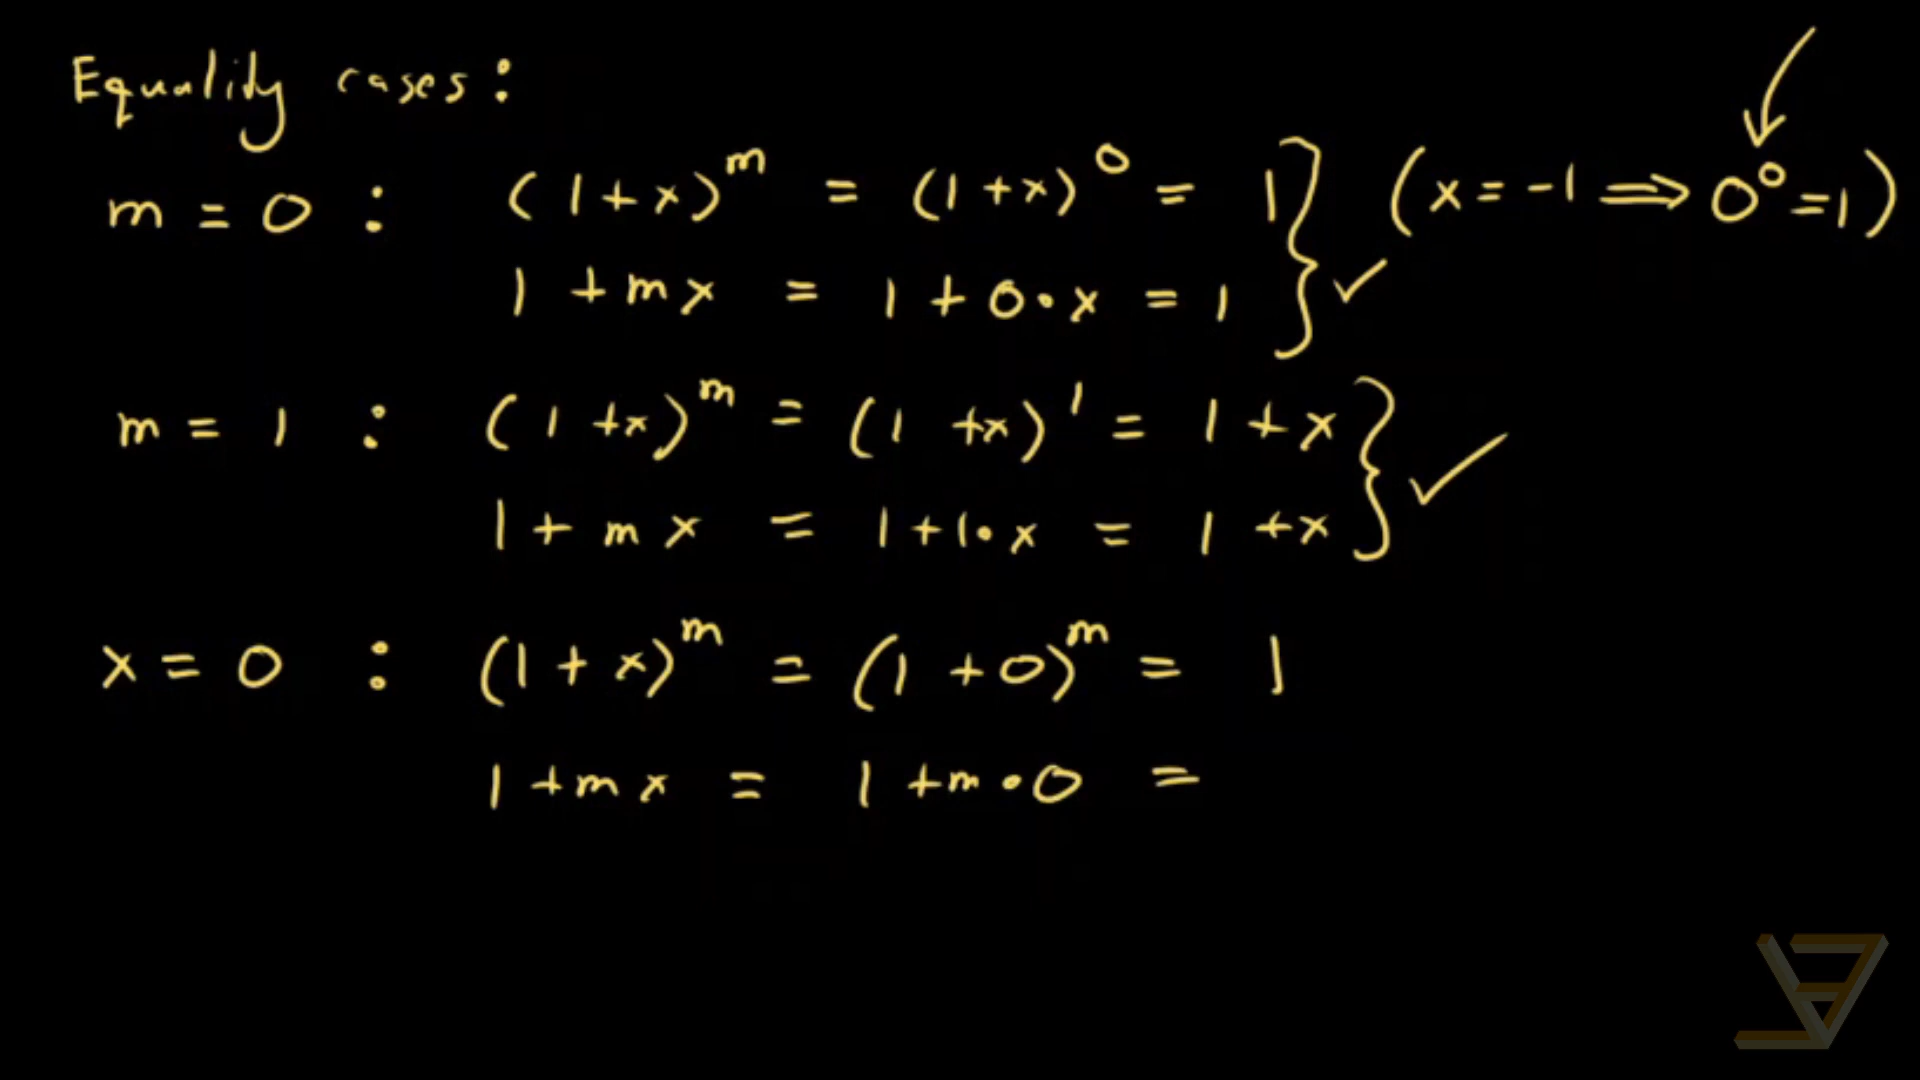 Equality cases:
m = 0 : (1+x)^m = (1+x)^0 = 1 } (x = -1 ⟹ 0^0 = 1)
1 + mx = 1 + 0·x = 1 ✓
m = 1 : (1+x)^m = (1+x)^1 = 1+x }
1 + mx = 1+1·x = 1+x ✓
x = 0 : (1+x)^m = (1+0)^m = 1
1+mx = 1+m·0 =